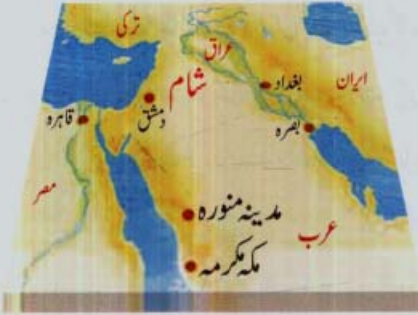 ترکی
عراق
ایران
شام
بغداد
دمشق
قاہرہ
بصرہ
مصر
مدینہ منورہ
عرب
مکہ مکرمہ